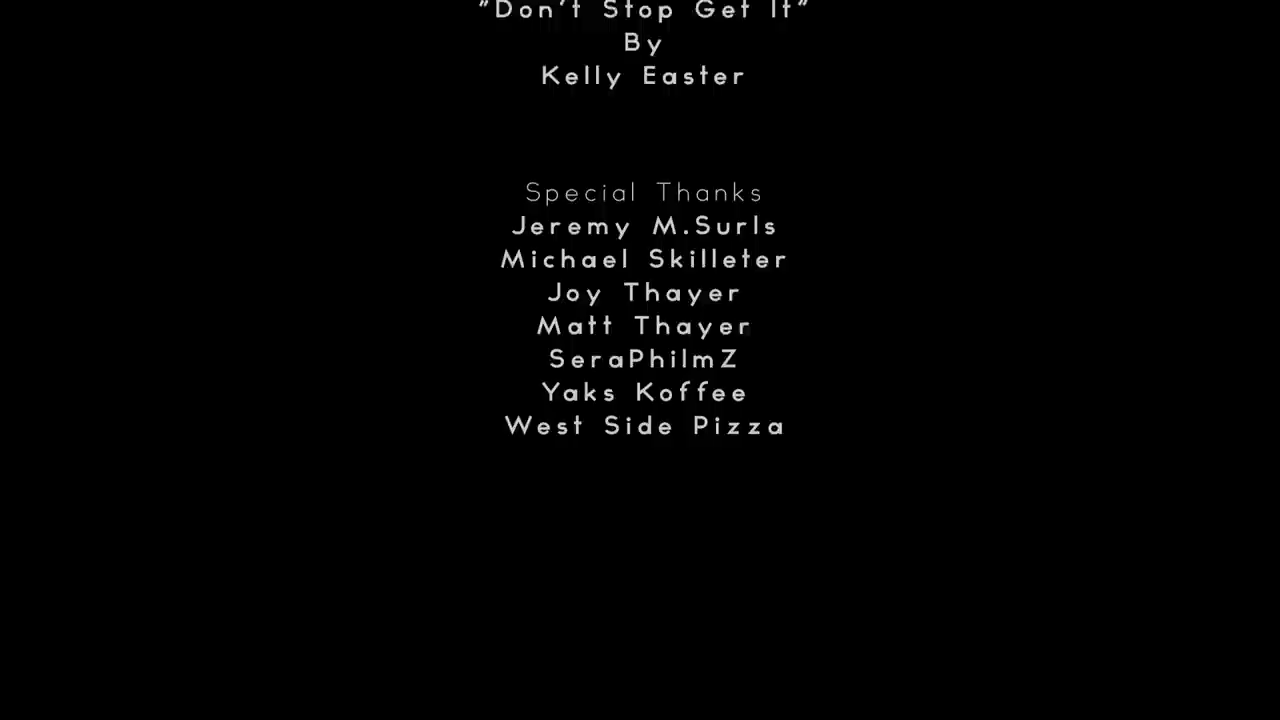 "Don't Stop Get It"
By
Kelly Easter
Special Thanks
Jeremy M.Surls
Michael Skilleter
Joy Thayer
Matt Thayer
SeraPhilmZ
Yaks Koffee
West Side Pizza